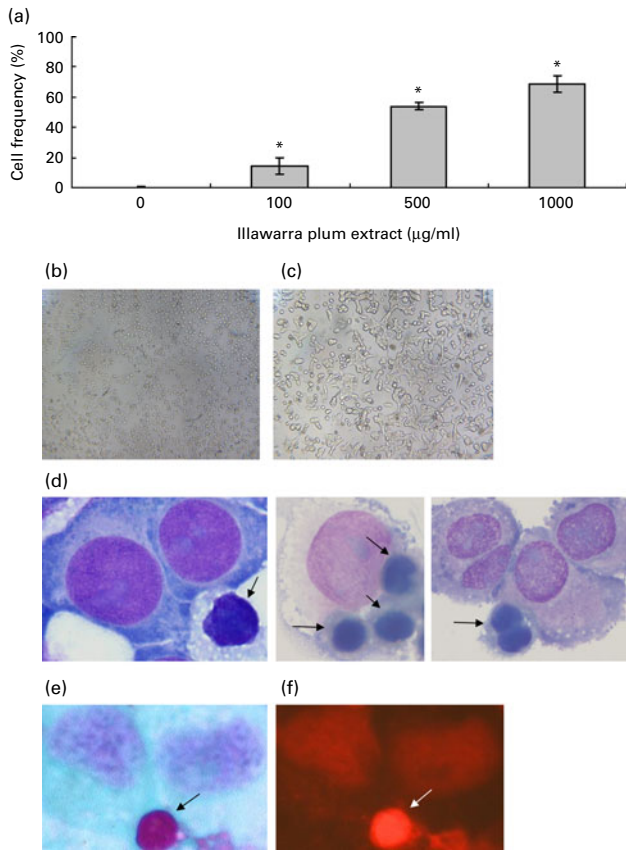 (a)
100
80
60
40
20
0
Cell frequency (%)
*
*
*
0 100 500 1000
Illawarra plum extract (μg/ml)
(b) (c)
(d)
(e) (f)